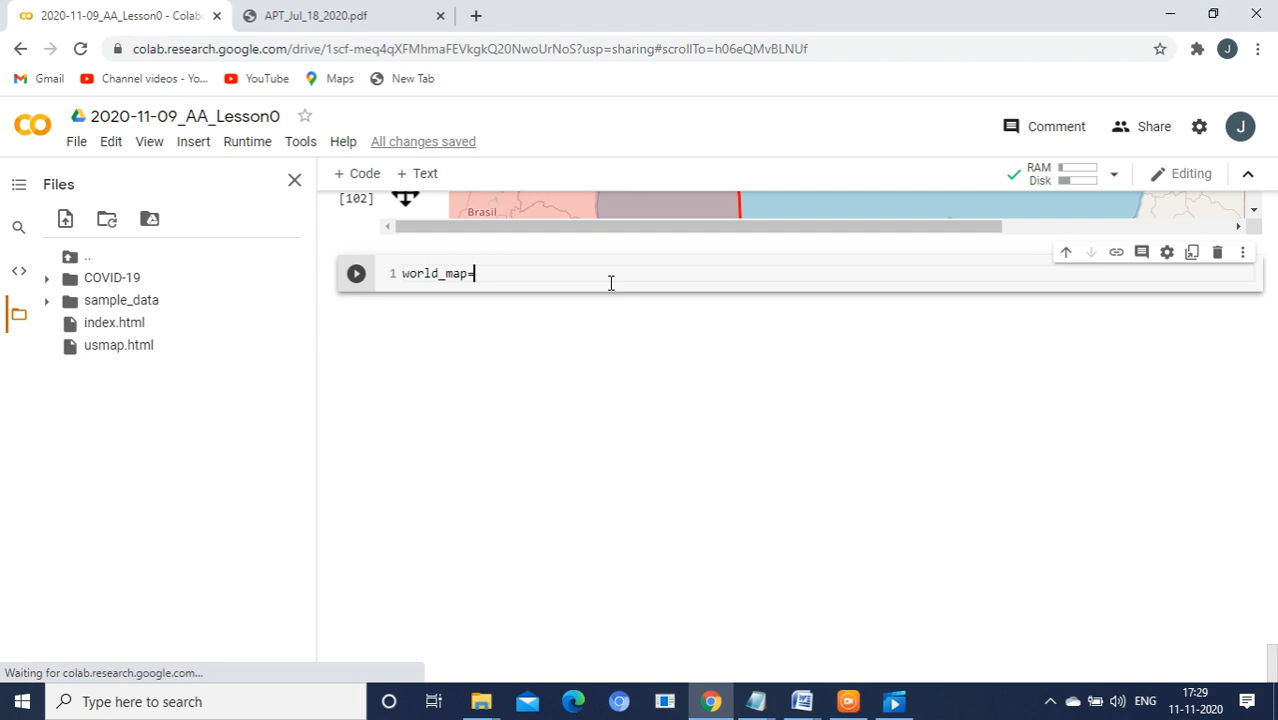 2020-11-09_AA_Lesson0 - Colab
APT_Jul_18_2020.pdf
colab.research.google.com/drive/1scf-meq4qXFMhmaFEVkgkQ20NwoUrNoS?usp=sharing#scrollTo=h06eQMvBLNUf
J
Gmail
Channel videos - Yo...
YouTube
Maps
New Tab
2020-11-09_AA_Lesson0
File
Edit
View
Insert
Runtime
Tools
Help
All changes saved
Comment
Share
J
Files
+ Code
+ Text
RAM
Disk
Editing
[102]
Brasil
..
COVID-19
sample_data
index.html
usmap.html
1 world_map=
Waiting for colab.research.google.com...
Type here to search
ENG
17:29
11-11-2020